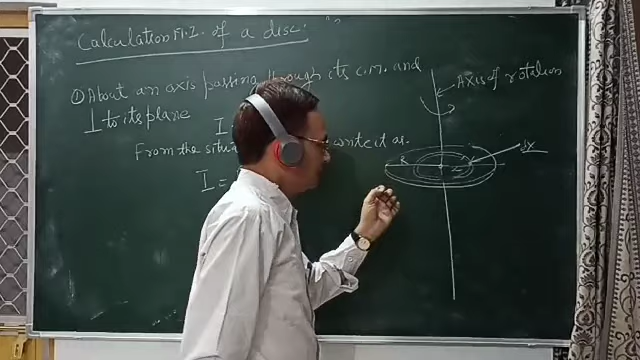 Calculation M.I. of a disc:
① About an axis passing through its C.M. and
⊥ to its plane
I
From the situa write it as.
I =
Axis of rotation
R
x
dx